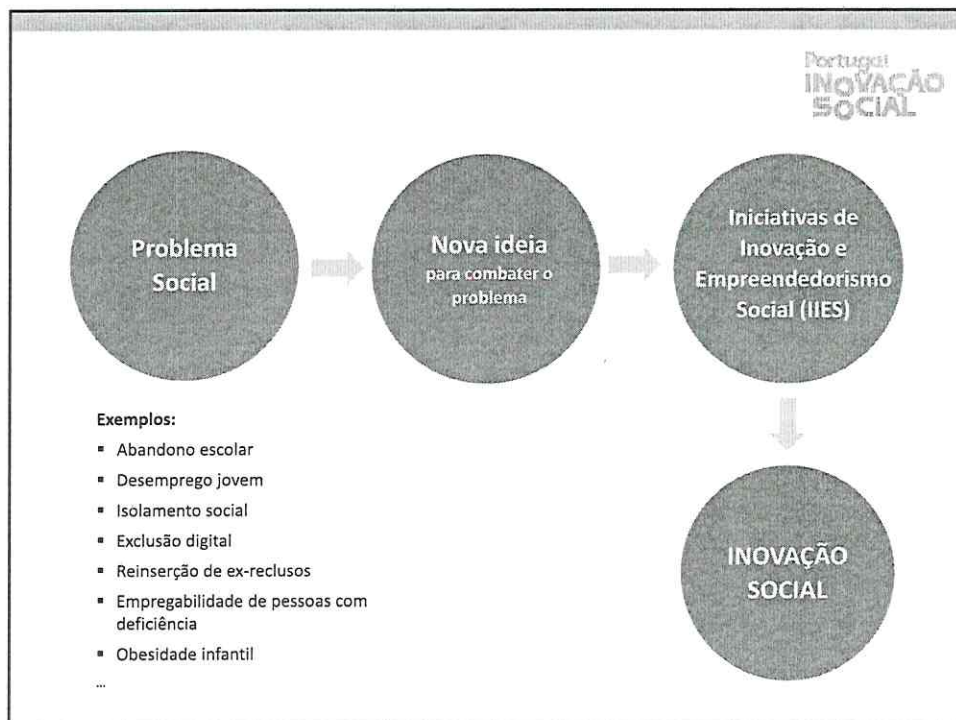 Portugal
INOVAÇÃO
SOCIAL
Problema
Social
Nova ideia
para combater o
problema
Iniciativas de
Inovação e
Empreendedorismo
Social (IIES)
Exemplos:
▪ Abandono escolar
▪ Desemprego jovem
▪ Isolamento social
▪ Exclusão digital
▪ Reinserção de ex-reclusos
▪ Empregabilidade de pessoas com
deficiência
▪ Obesidade infantil
...
INOVAÇÃO
SOCIAL